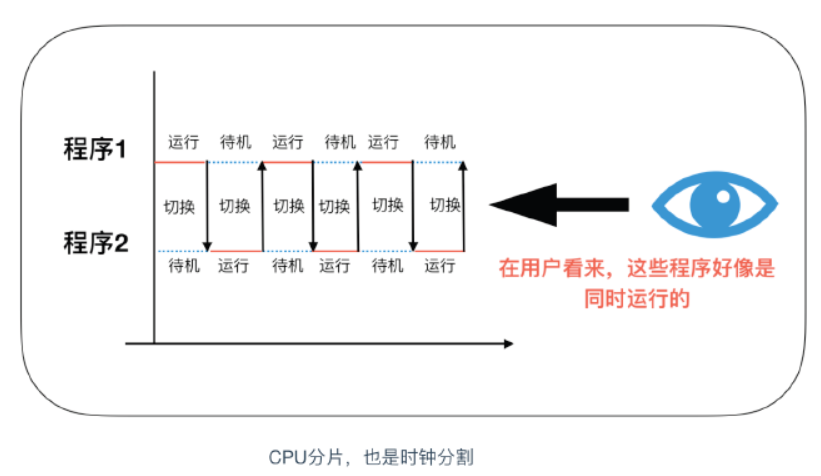 运行 待机 运行 待机 运行 待机
程序1
切换 切换 切换 切换 切换 切换
程序2
待机 运行 待机 运行 待机 运行
在用户看来，这些程序好像是
同时运行的
CPU分片，也是时钟分割